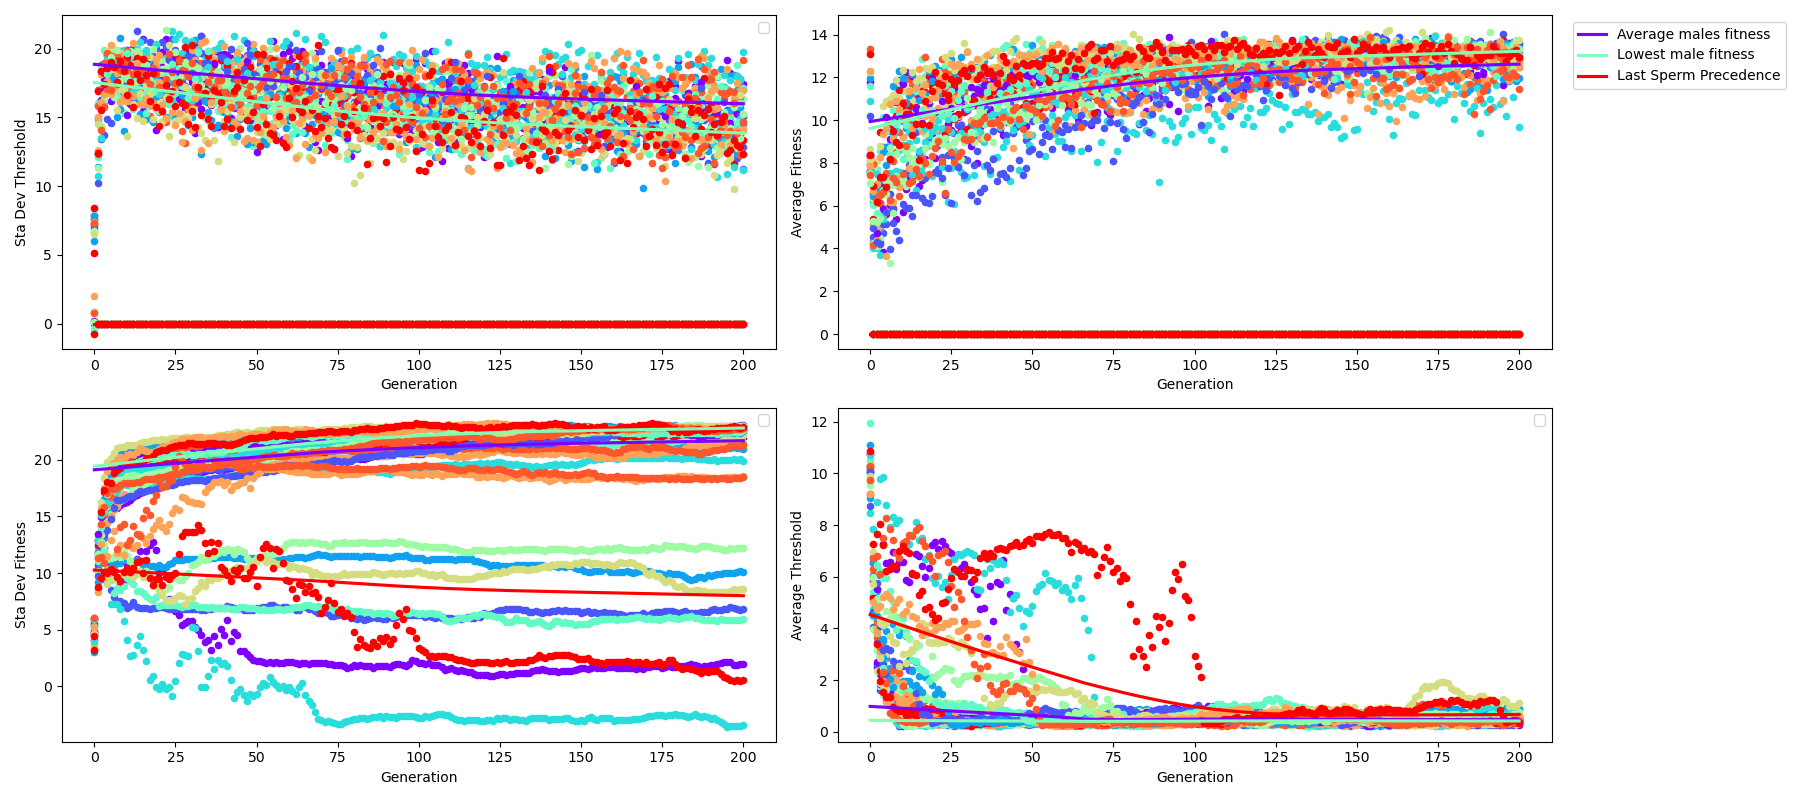 Sta Dev Threshold
20
15
10
5
0
0 25 50 75 100 125 150 175 200
Generation
Average Fitness
14
12
10
8
6
4
2
0
0 25 50 75 100 125 150 175 200
Generation
Average males fitness
Lowest male fitness
Last Sperm Precedence
Sta Dev Fitness
20
15
10
5
0
0 25 50 75 100 125 150 175 200
Generation
Average Threshold
12
10
8
6
4
2
0
0 25 50 75 100 125 150 175 200
Generation